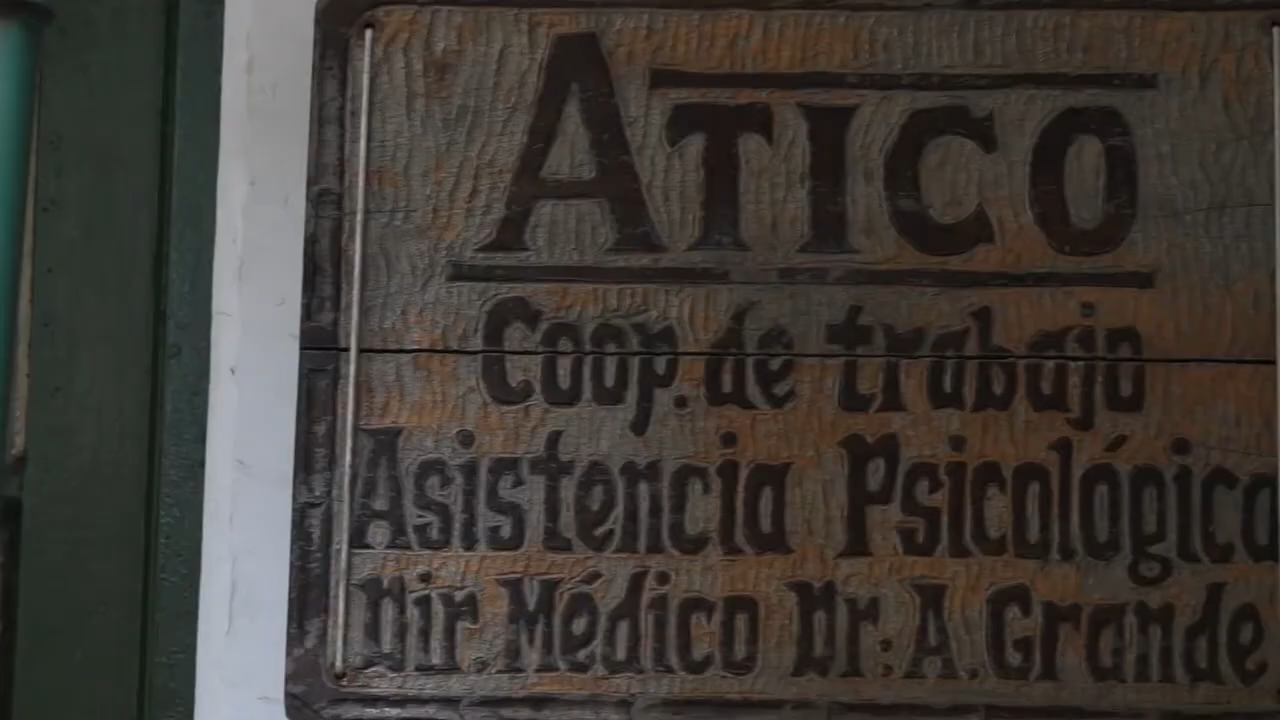 ATICO
Coop. de trabajo
Asistencia Psicológica
Dir. Médico Dr. A. Grande